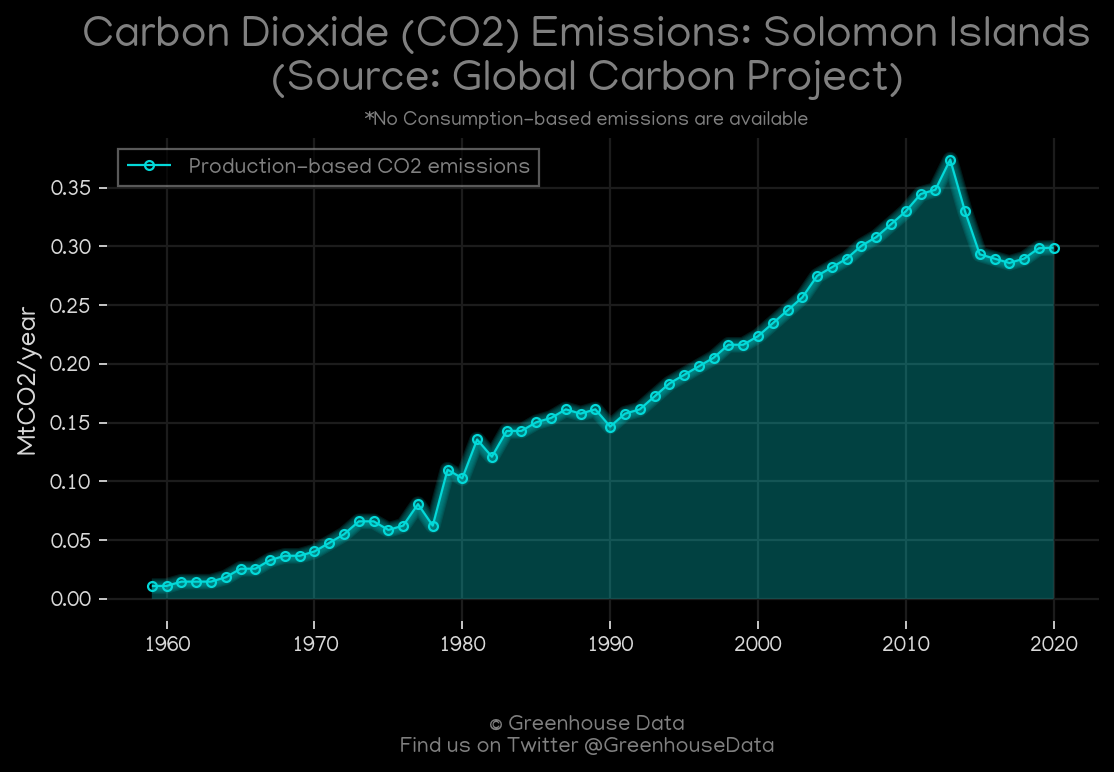 Carbon Dioxide (CO2) Emissions: Solomon Islands
(Source: Global Carbon Project)
*No Consumption-based emissions are available
Production-based CO2 emissions
MtCO2/year
0.35
0.30
0.25
0.20
0.15
0.10
0.05
0.00
1960 1970 1980 1990 2000 2010 2020
© Greenhouse Data
Find us on Twitter @GreenhouseData